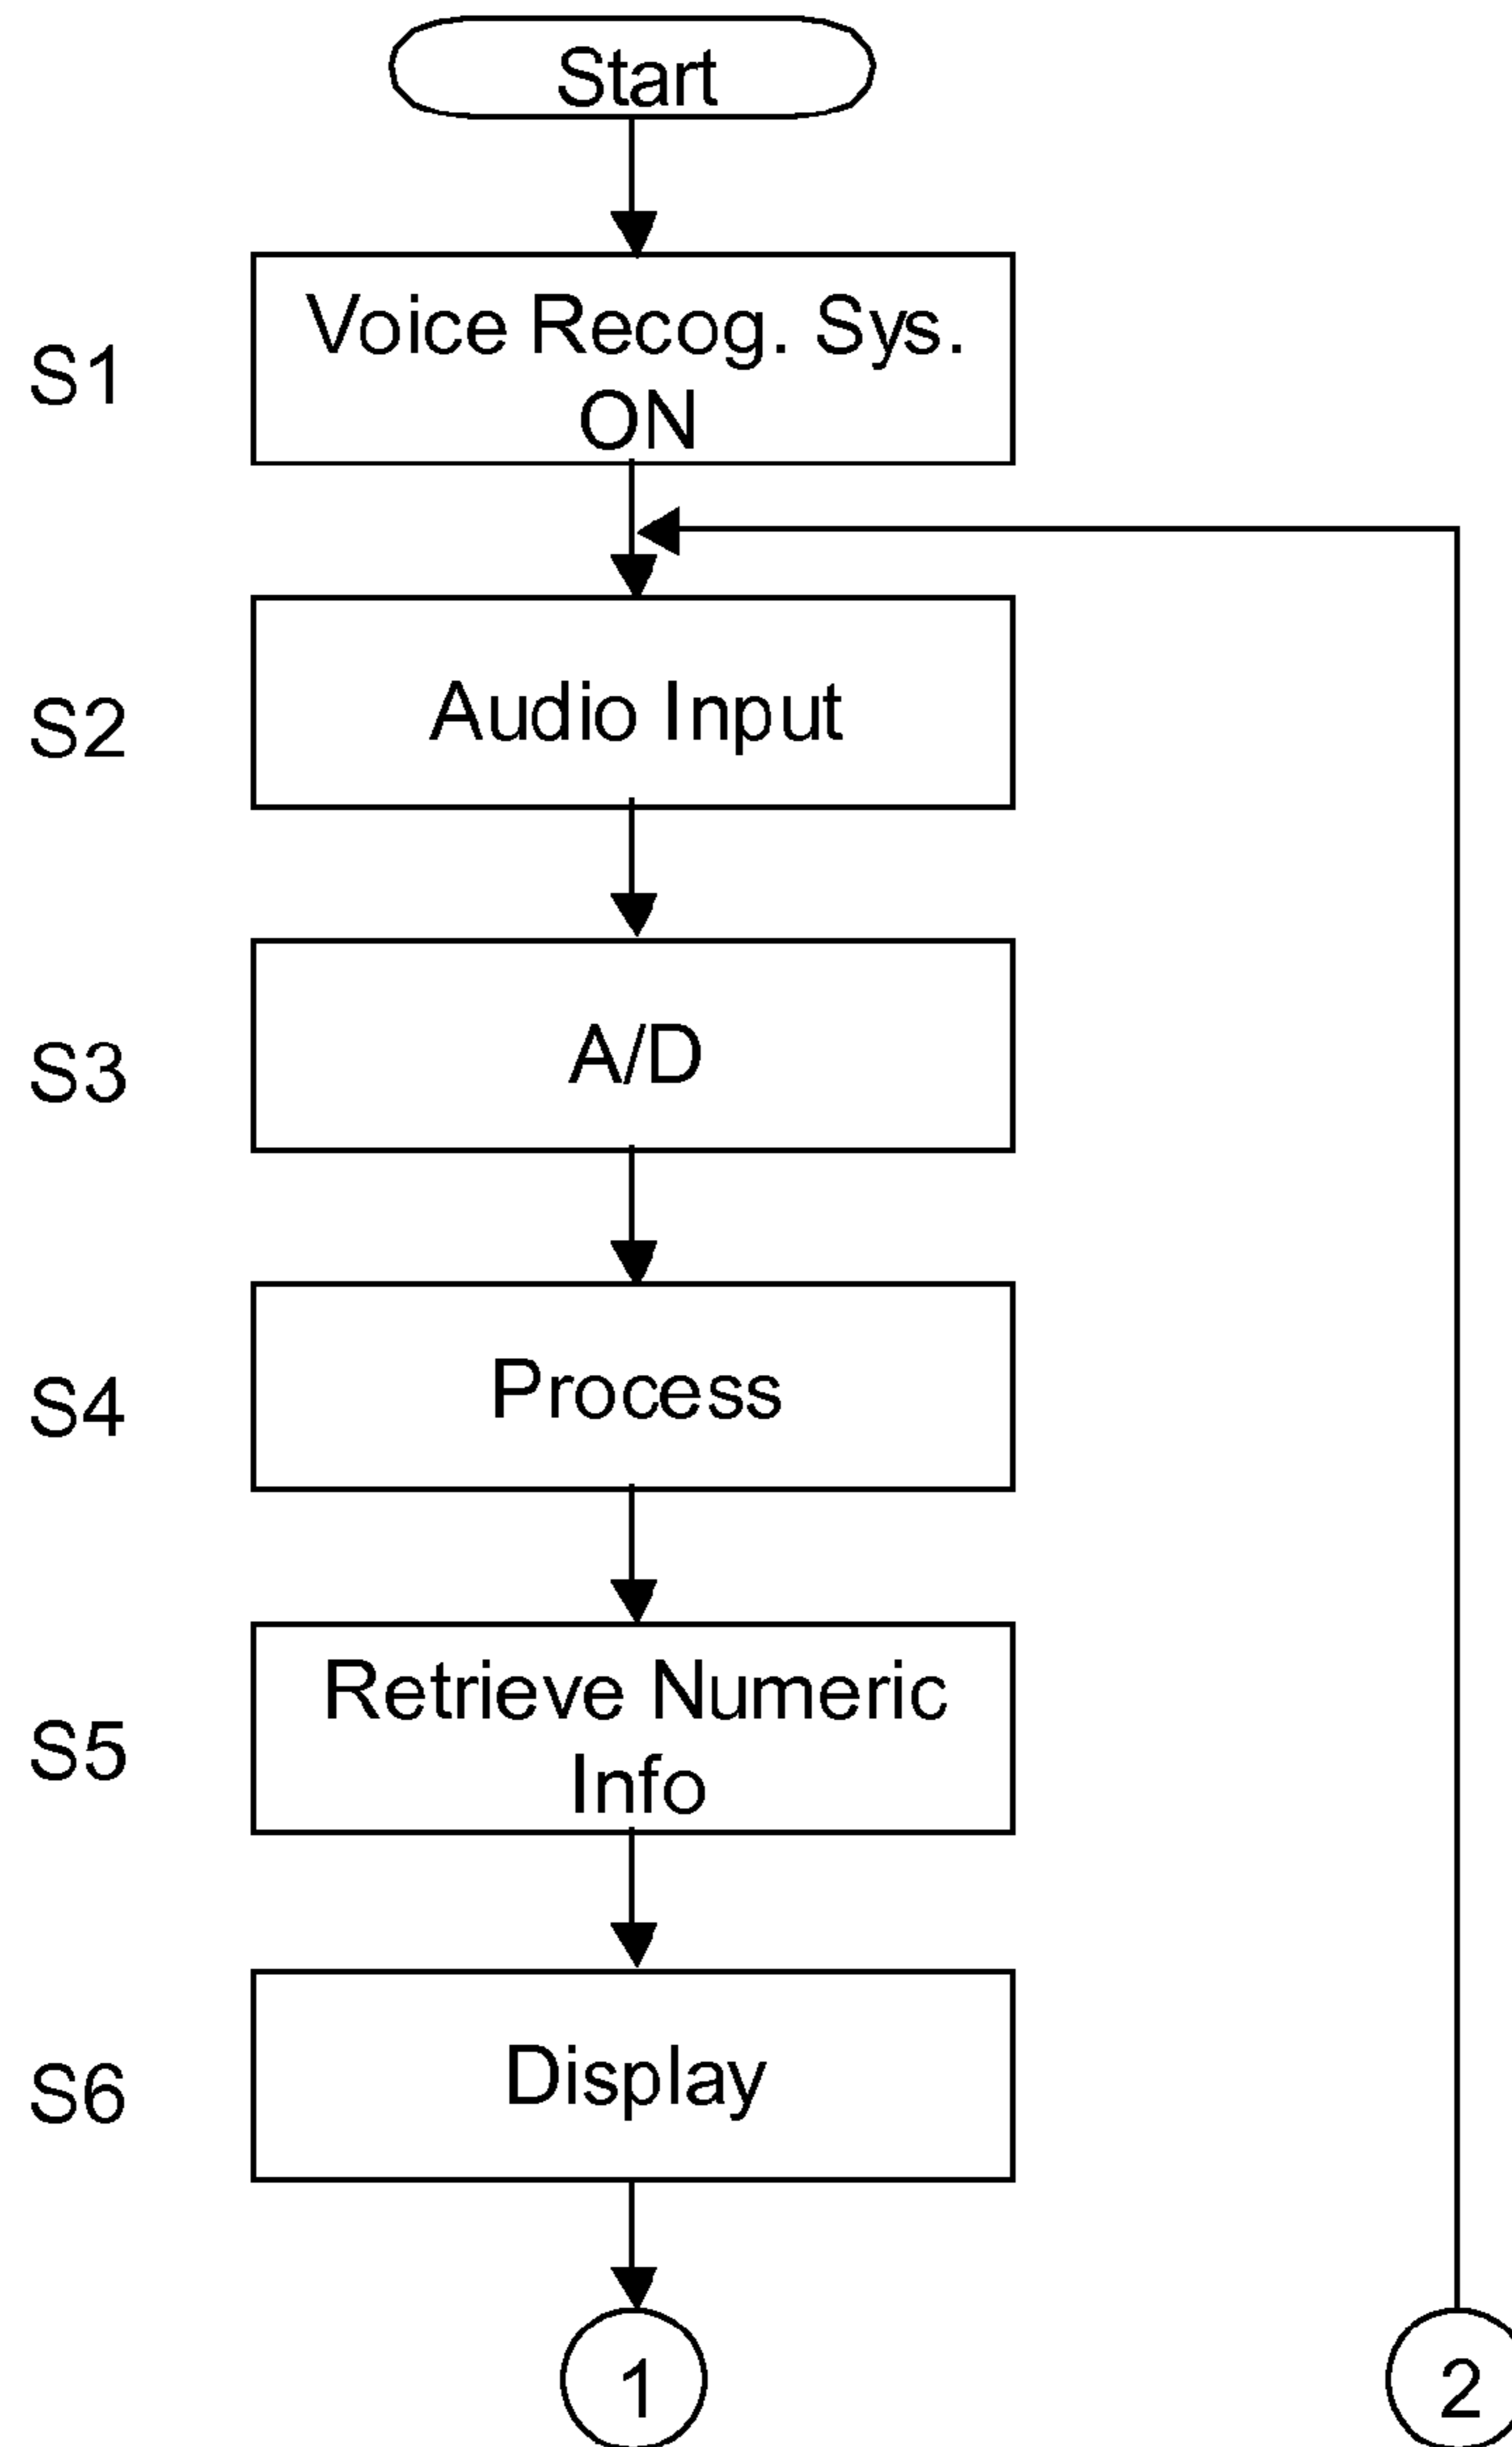 Start
S1
Voice Recog. Sys.
ON
S2
Audio Input
S3
A/D
S4
Process
S5
Retrieve Numeric
Info
S6
Display
1
2